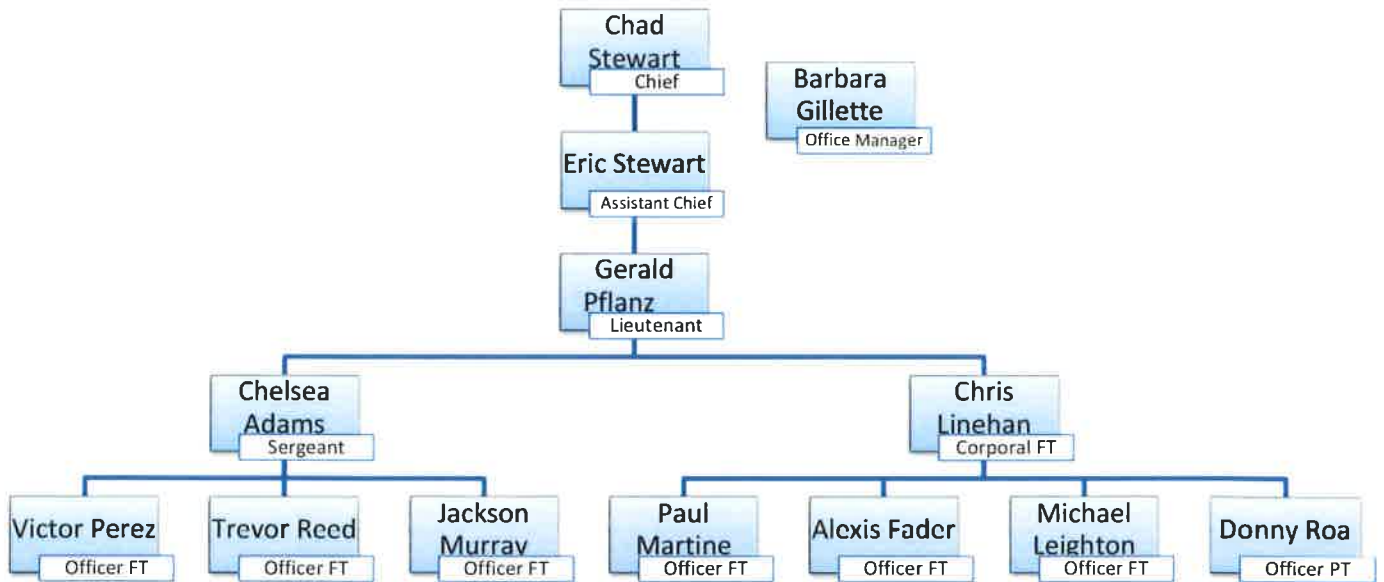 Chad
Stewart
Chief
Barbara
Gillette
Office Manager
Eric Stewart
Assistant Chief
Gerald
Pflanz
Lieutenant
Chelsea
Adams
Sergeant
Chris
Linehan
Corporal FT
Victor Perez
Officer FT
Trevor Reed
Officer FT
Jackson
Murray
Officer FT
Paul
Martine
Officer FT
Alexis Fader
Officer FT
Michael
Leighton
Officer FT
Donny Roa
Officer PT